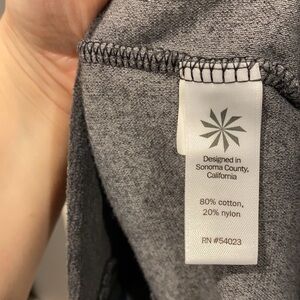 Designed in
Sonoma County,
California
80% cotton,
20% nylon
RN #54023